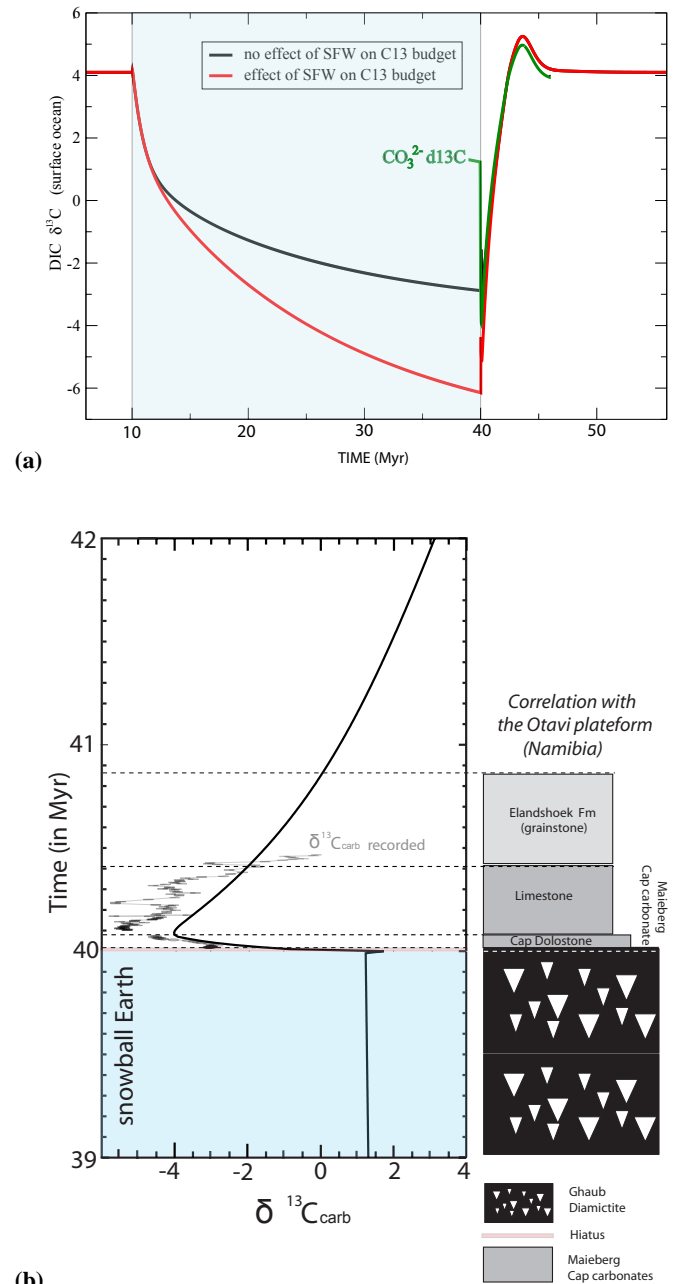 6
4
2
0
-2
-4
-6
DIC δ¹³C (surface ocean)
no effect of SFW on C13 budget
effect of SFW on C13 budget
CO₃²⁻ d13C
10
20
30
40
50
TIME (Myr)
(a)
42
41
40
39
Time (in Myr)
δ¹³Ccarb recorded
snowball Earth
-4
-2
0
2
4
δ ¹³Ccarb
Correlation with
the Otavi plateform
(Namibia)
Elandshoek Fm
(grainstone)
Limestone
Cap Dolostone
Maieberg
Cap carbonate
Ghaub
Diamictite
Hiatus
Maieberg
Cap carbonates
(b)